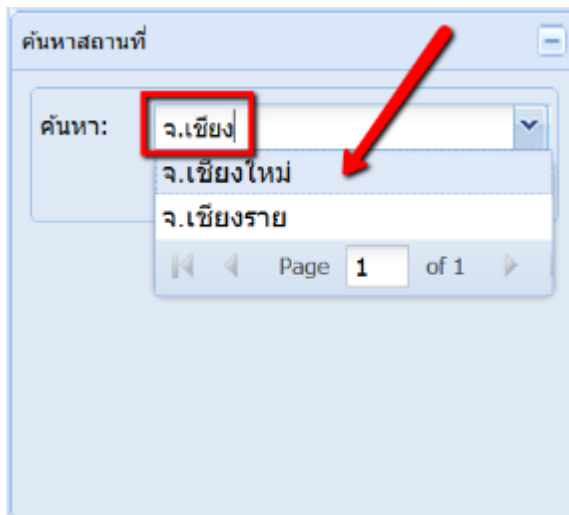 ค้นหาสถานที่
ค้นหา: จ.เชียง
จ.เชียงใหม่
จ.เชียงราย
Page 1 of 1